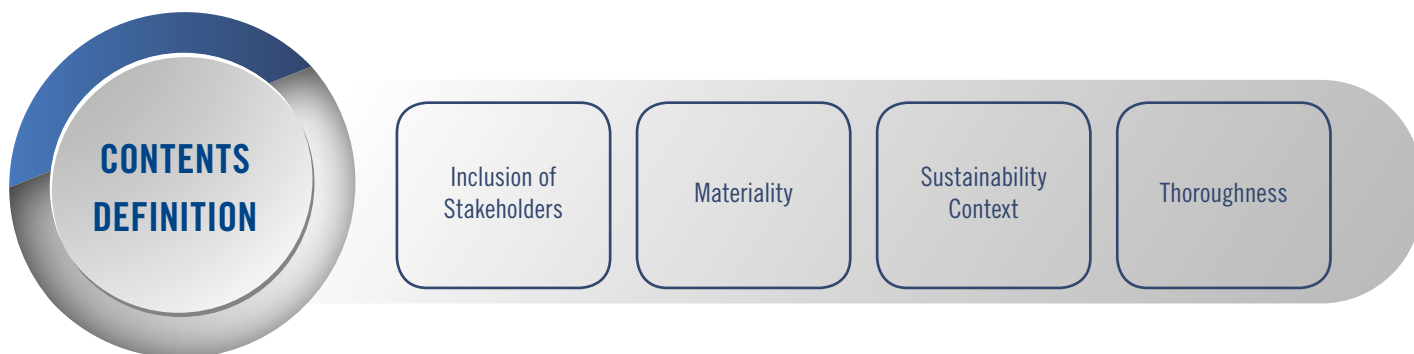 CONTENTS
DEFINITION
Inclusion of
Stakeholders
Materiality
Sustainability
Context
Thoroughness